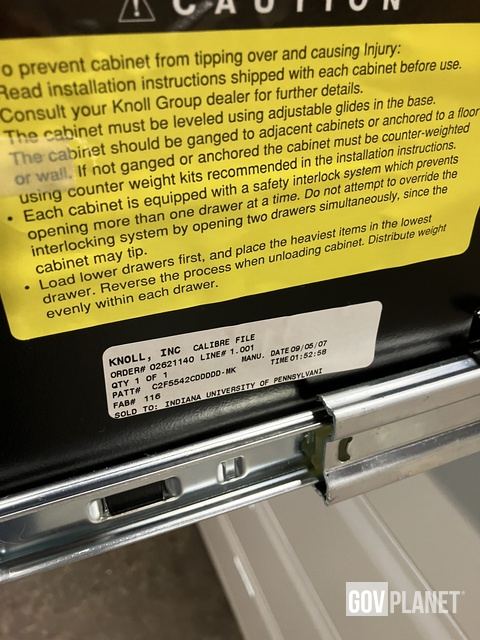 CAUTION
o prevent cabinet from tipping over and causing Injury:
Read installation instructions shipped with each cabinet before use.
Consult your Knoll Group dealer for further details.
The cabinet must be leveled using adjustable glides in the base.
The cabinet should be ganged to adjacent cabinets or anchored to a floor
or wall. If not ganged or anchored the cabinet must be counter-weighted
using counter weight kits recommended in the installation instructions.
• Each cabinet is equipped with a safety interlock system which prevents
opening more than one drawer at a time. Do not attempt to override the
interlocking system by opening two drawers simultaneously, since the
cabinet may tip.
• Load lower drawers first, and place the heaviest items in the lowest
drawer. Reverse the process when unloading cabinet. Distribute weight
evenly within each drawer.
KNOLL, INC CALIBRE FILE
ORDER# 02621140 LINE# 1.001
QTY 1 OF 1 MANU. DATE 09/05/07
PATT# C2F5542CDDDDD-MK TIME 01:52:58
FAB# 116
SOLD TO: INDIANA UNIVERSITY OF PENNSYLVANI
GOVPLANET